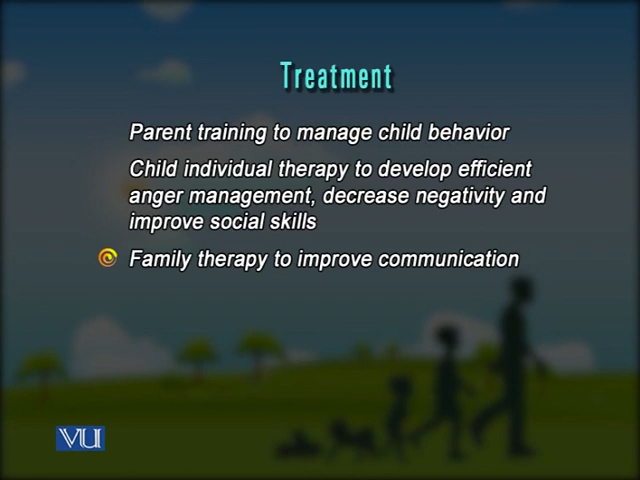 Treatment
Parent training to manage child behavior
Child individual therapy to develop efficient
anger management, decrease negativity and
improve social skills
Family therapy to improve communication
VU